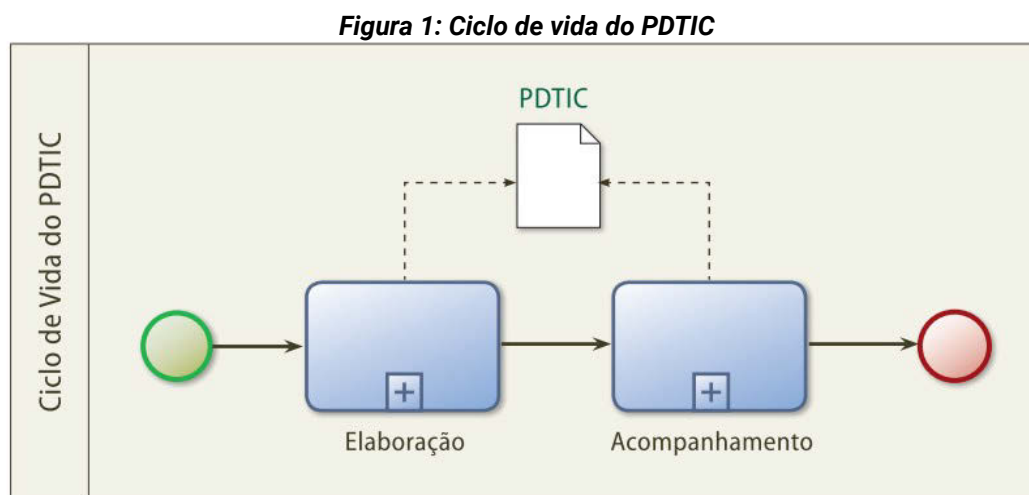 Figura 1: Ciclo de vida do PDTIC
Ciclo de Vida do PDTIC
PDTIC
Elaboração
Acompanhamento